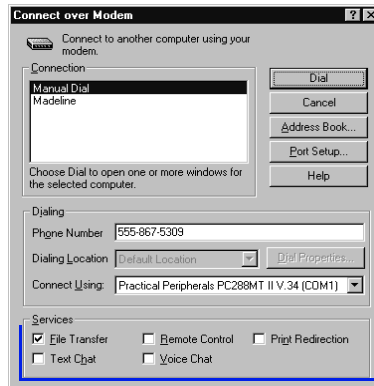 Connect over Modem
Connect to another computer using your
modem.
Connection
Manual Dial
Madeline
Choose Dial to open one or more windows for
the selected computer.
Dial
Cancel
Address Book...
Port Setup...
Help
Dialing
Phone Number 555-867-5309
Dialing Location Default Location Dial Properties...
Connect Using: Practical Peripherals PC288MT II V.34 (COM1)
Services
File Transfer Remote Control Print Redirection
Text Chat Voice Chat